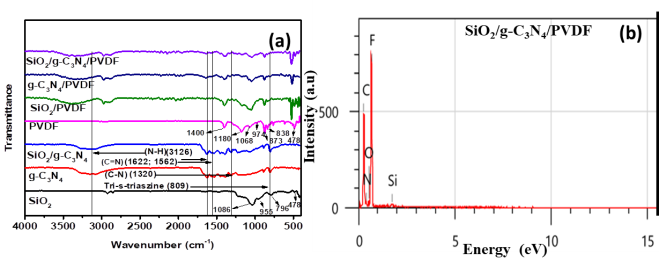 (a)
SiO2/g-C3N4/PVDF
g-C3N4/PVDF
SiO2/PVDF
PVDF
1400
1180
1068
974
873
838
478
SiO2/g-C3N4
(N-H)(3126)
(C=N)(1622; 1562)
g-C3N4
(C-N) (1320)
Tri-s-triaszine (809)
SiO2
1086
955
796
478
4000 3500 3000 2500 2000 1500 1000 500
Wavenumber (cm-1)
Transmittance
SiO2/g-C3N4/PVDF (b)
F
C
O
N
Si
500
0
0 5 10 15
Intensity (a.u)
Energy (eV)